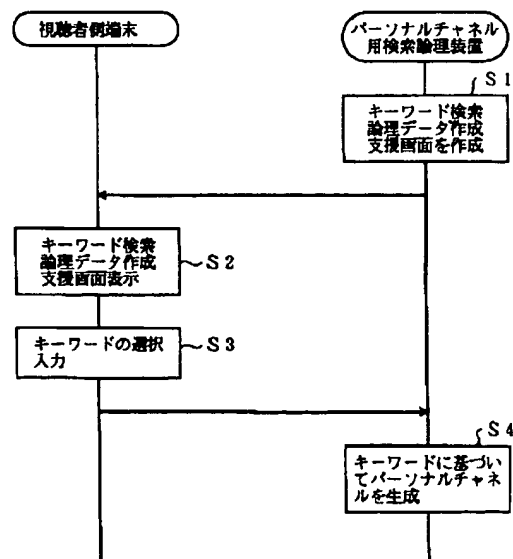 視聴者側端末
パーソナルチャネル
用検索論理装置
S1
キーワード検索
論理データ作成
支援画面を作成
キーワード検索
論理データ作成
支援画面表示
S2
キーワードの選択
入力
S3
S4
キーワードに基づい
てパーソナルチャネ
ルを生成